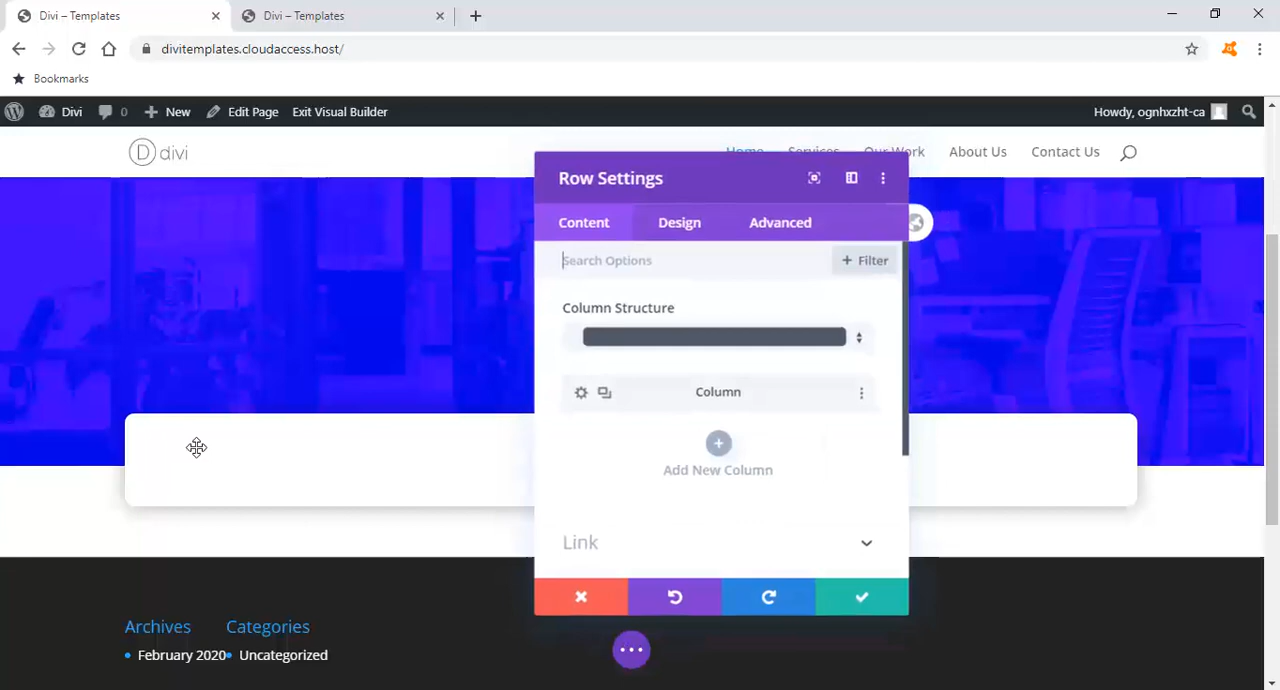 Divi – Templates
Divi – Templates
divitemplates.cloudaccess.host/
Bookmarks
Divi 0 New Edit Page Exit Visual Builder Howdy, ognhxzht-ca
D divi Home Services Our Work About Us Contact Us
Row Settings
Content Design Advanced
Search Options + Filter
Column Structure
Column
Add New Column
Link
Archives Categories
• February 2020 • Uncategorized